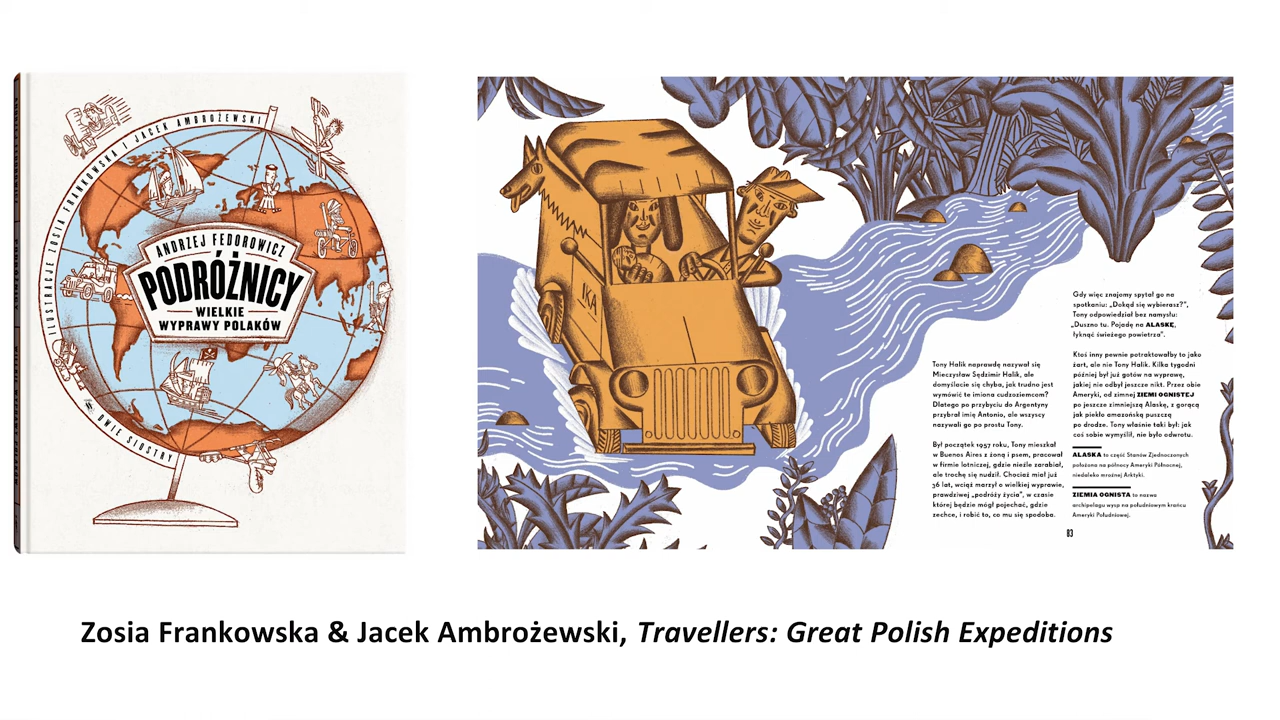 ILUSTRACJE ZOSIA FRANKOWSKA I JACEK AMBROŻEWSKI
ANDRZEJ FEDOROWICZ
PODRÓŻNICY
WIELKIE
WYPRAWY POLAKÓW
DWIE SIOSTRY
IKA
Tony Halik naprawdę nazywał się
Mieczysław Sędzimir Halik, ale
domyślacie się chyba, jak trudno jest
wymówić te imiona cudzoziemcom?
Dlatego po przybyciu do Argentyny
przybrał imię Antonio, ale wszyscy
nazywali go po prostu Tony.
Był początek 1957 roku, Tony mieszkał
w Buenos Aires z żoną i psem, pracował
w firmie lotniczej, gdzie nieźle zarabiał,
ale trochę się nudził. Chociaż miał już
36 lat, wciąż marzył o wielkiej wyprawie,
prawdziwej „podróży życia”, w czasie
której będzie mógł pojechać, gdzie
zechce, i robić to, co mu się spodoba.
Gdy więc znajomy spytał go na
spotkaniu: „Dokąd się wybierasz?”,
Tony odpowiedział bez namysłu:
„Duszno tu. Pojadę na ALASKĘ,
łyknąć świeżego powietrza”.
Ktoś inny pewnie potraktowałby to jako
żart, ale nie Tony Halik. Kilka tygodni
później był już gotów na wyprawę,
jakiej nie odbył jeszcze nikt. Przez obie
Ameryki, od zimnej ZIEMI OGNISTEJ
po jeszcze zimniejszą Alaskę, z gorącą
jak piekło amazońską puszczą
po drodze. Tony właśnie taki był: jak
coś sobie wymyślił, nie było odwrotu.
ALASKA to część Stanów Zjednoczonych
położona na północy Ameryki Północnej,
niedaleko mroźnej Arktyki.
ZIEMIA OGNISTA to nazwa
archipelagu wysp na południowym krańcu
Ameryki Południowej.
83
Zosia Frankowska & Jacek Ambrożewski, Travellers: Great Polish Expeditions